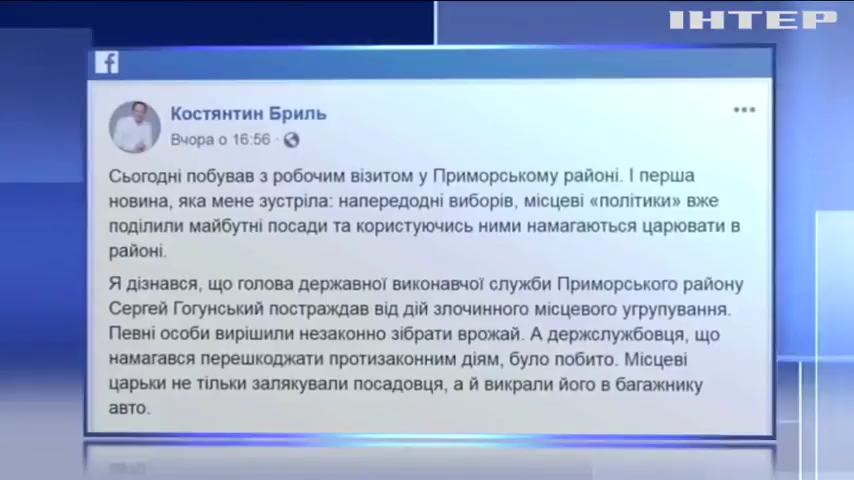 ІНТЕР
f
Костянтин Бриль
Вчора о 16:56 ·
Сьогодні побував з робочим візитом у Приморському районі. І перша
новина, яка мене зустріла: напередодні виборів, місцеві «політики» вже
поділили майбутні посади та користуючись ними намагаються царювати в
районі.
Я дізнався, що голова державної виконавчої служби Приморського району
Сергей Гогунський постраждав від дій злочинного місцевого угрупування.
Певні особи вирішили незаконно зібрати врожай. А держслужбовця, що
намагався перешкоджати протизаконним діям, було побито. Місцеві
царьки не тільки залякували посадовця, а й викрали його в багажнику
авто.